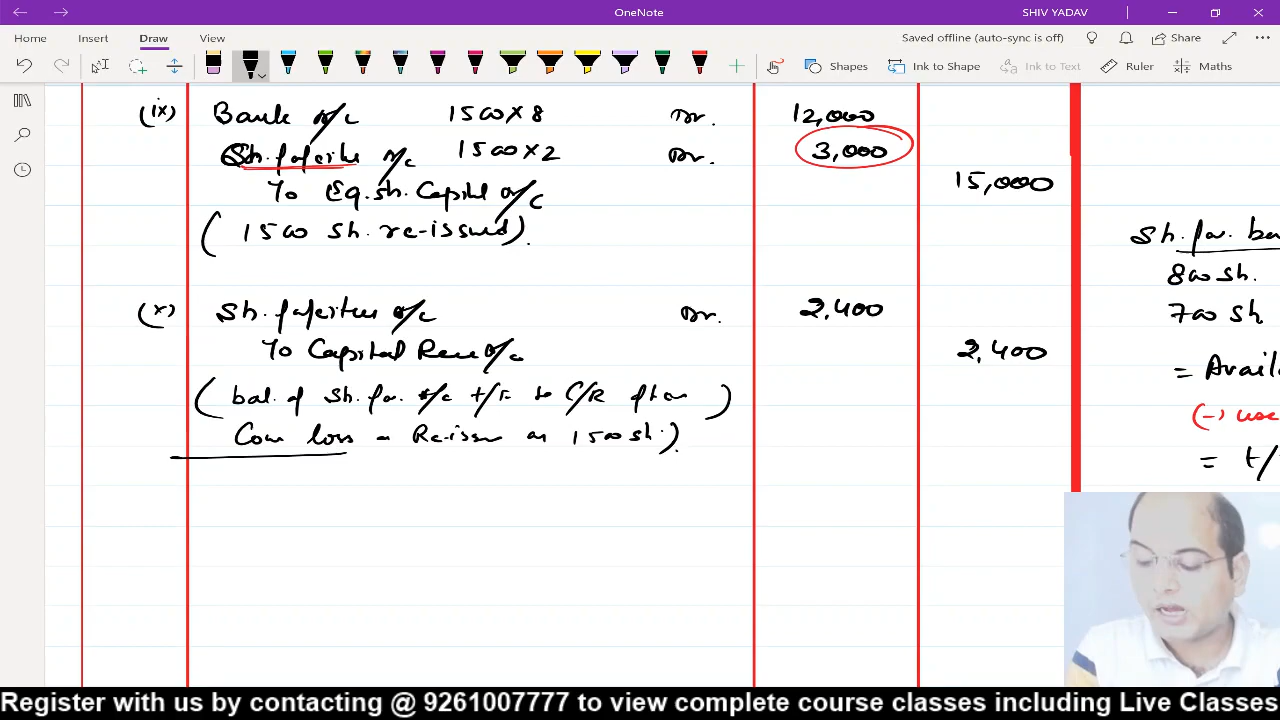 OneNote
SHIV YADAV
Home Insert Draw View
Saved offline (auto-sync is off)
Share
Shapes
Ink to Shape
Ink to Text
Ruler
Maths
(ix) Bank A/c 1500×8 Dr. 12,000
Sh. forfeiture A/c 1500×2 Dr. 3,000
To Eq. Sh. Capital A/c 15,000
(1500 sh. re-issued).
Sh. for. ba
800 sh.
(x) Sh. forfeiture A/c Dr. 2,400
700 sh
To Capital Reserve A/c 2,400
= Avail
(bal. of Sh. for. A/c t/f to C/R after
(-) use
loss Re-issue 1500 sh.).
= t/
Register with us by contacting @ 9261007777 to view complete course classes including Live Classes